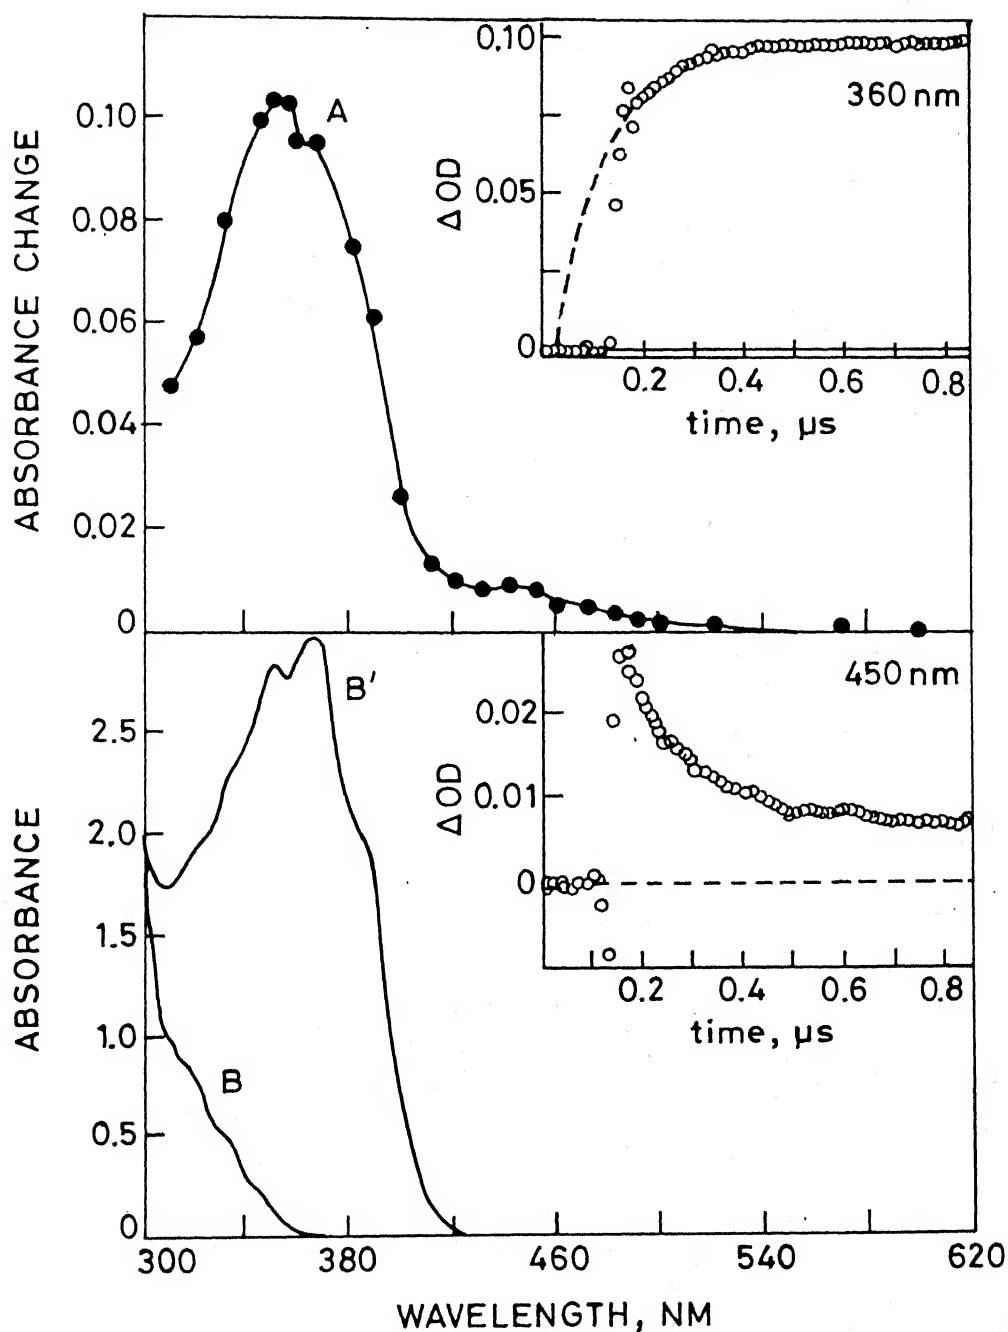 ABSORBANCE CHANGE
0.10
0.08
0.06
0.04
0.02
0
A
Δ OD
0.10
0.05
0
360 nm
0.2 0.4 0.6 0.8
time, μs
ABSORBANCE
2.5
2.0
1.5
1.0
0.5
0
B'
B
Δ OD
0.02
0.01
0
450 nm
0.2 0.4 0.6 0.8
time, μs
300 380 460 540 620
WAVELENGTH, NM